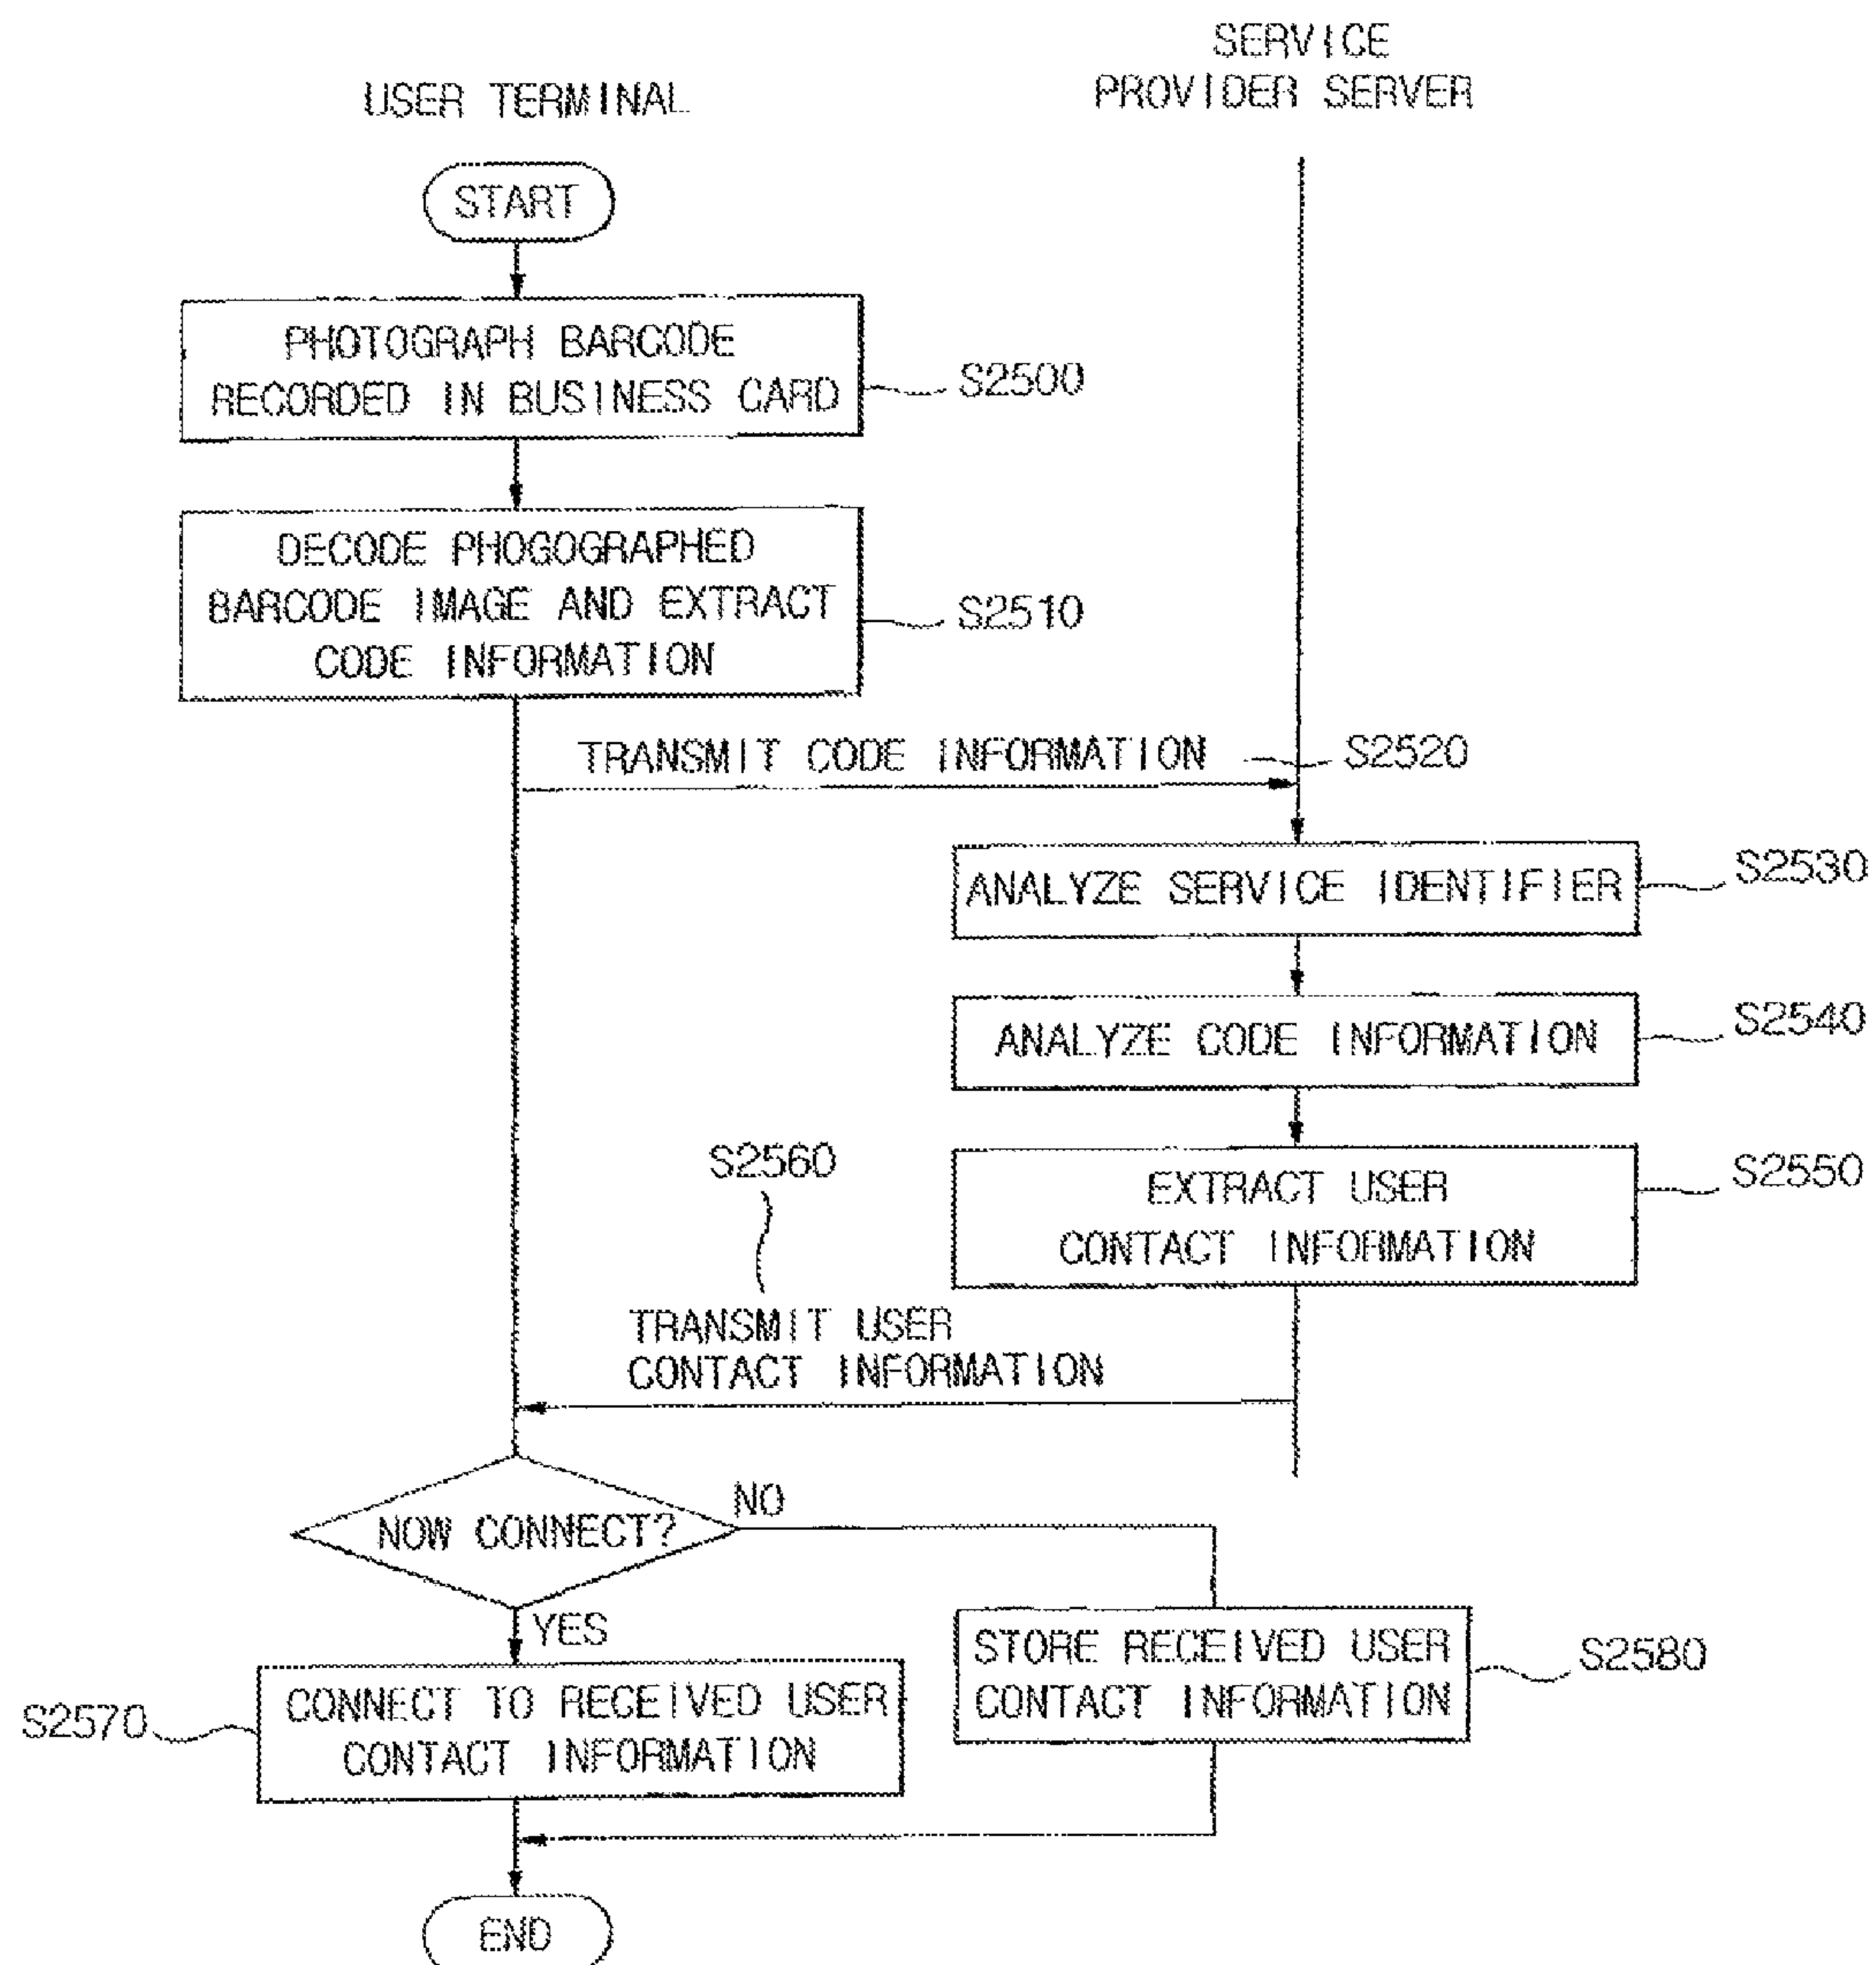 SERVICE
PROVIDER SERVER
USER TERMINAL
START
PHOTOGRAPH BARCODE
RECORDED IN BUSINESS CARD
S2500
DECODE PHOGOGRAPHED
BARCODE IMAGE AND EXTRACT
CODE INFORMATION
S2510
TRANSMIT CODE INFORMATION
S2520
ANALYZE SERVICE IDENTIFIER
S2530
ANALYZE CODE INFORMATION
S2540
EXTRACT USER
CONTACT INFORMATION
S2550
S2560
TRANSMIT USER
CONTACT INFORMATION
NOW CONNECT?
NO
YES
STORE RECEIVED USER
CONTACT INFORMATION
S2580
S2570
CONNECT TO RECEIVED USER
CONTACT INFORMATION
END